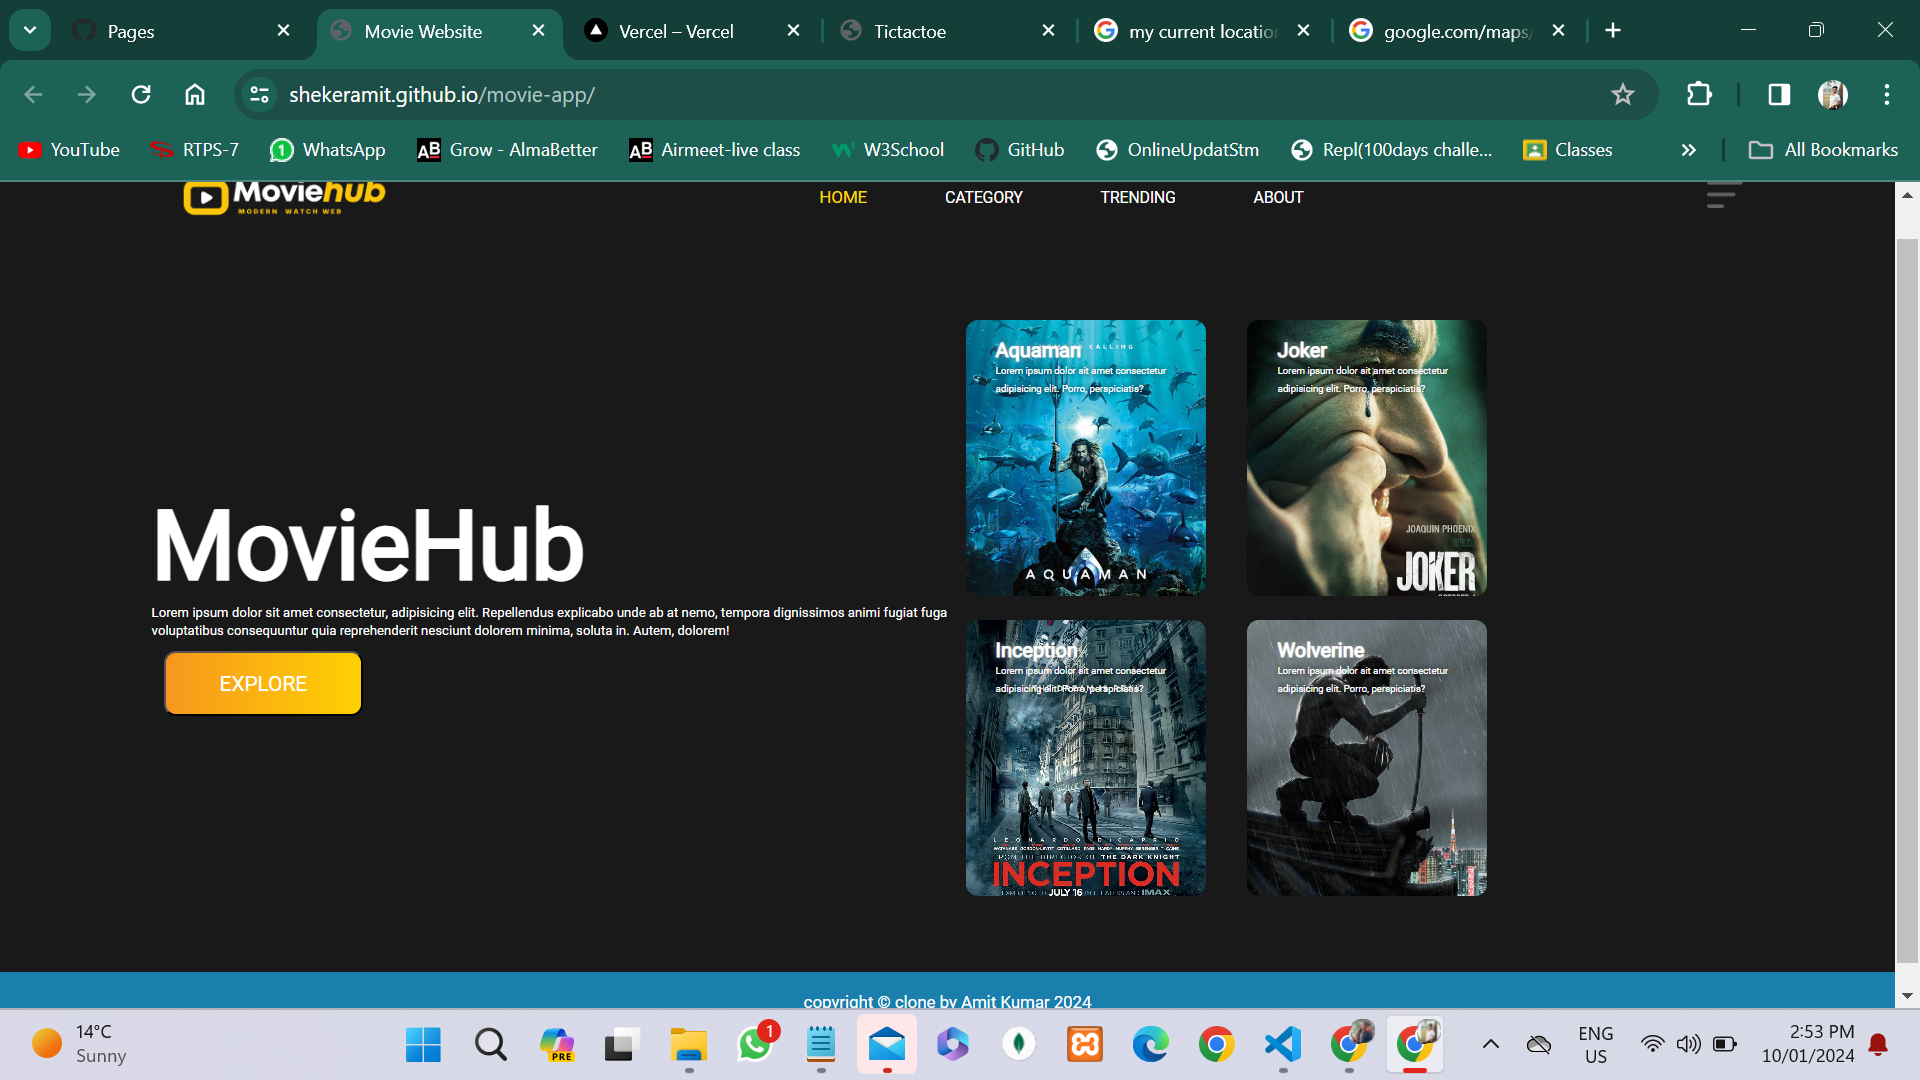 Pages
Movie Website
Vercel – Vercel
Tictactoe
my current locatio
google.com/maps/
shekeramit.github.io/movie-app/
YouTube
RTPS-7
WhatsApp
Grow - AlmaBetter
Airmeet-live class
W3School
GitHub
OnlineUpdatStm
Repl(100days challe...
Classes
All Bookmarks
Moviehub
MODERN WATCH WEB
HOME
CATEGORY
TRENDING
ABOUT
Aquaman
CALLING
Lorem ipsum dolor sit amet consectetur
adipisicing elit. Porro, perspiciatis?
AQUAMAN
Joker
Lorem ipsum dolor sit amet consectetur
adipisicing elit. Porro, perspiciatis?
JOAQUIN PHOENIX
JOKER
MovieHub
Lorem ipsum dolor sit amet consectetur, adipisicing elit. Repellendus explicabo unde ab at nemo, tempora dignissimos animi fugiat fuga
voluptatibus consequuntur quia reprehenderit nesciunt dolorem minima, soluta in. Autem, dolorem!
EXPLORE
Inception
Lorem ipsum dolor sit amet consectetur
adipisicing elit. Porro, perspiciatis?
LEONARDO DICAPRIO
FROM THE DIRECTOR OF THE DARK KNIGHT
INCEPTION
JULY 16
IMAX
Wolverine
Lorem ipsum dolor sit amet consectetur
adipisicing elit. Porro, perspiciatis?
copyright © clone by Amit Kumar 2024
14°C
Sunny
PRE
1
ENG
US
2:53 PM
10/01/2024